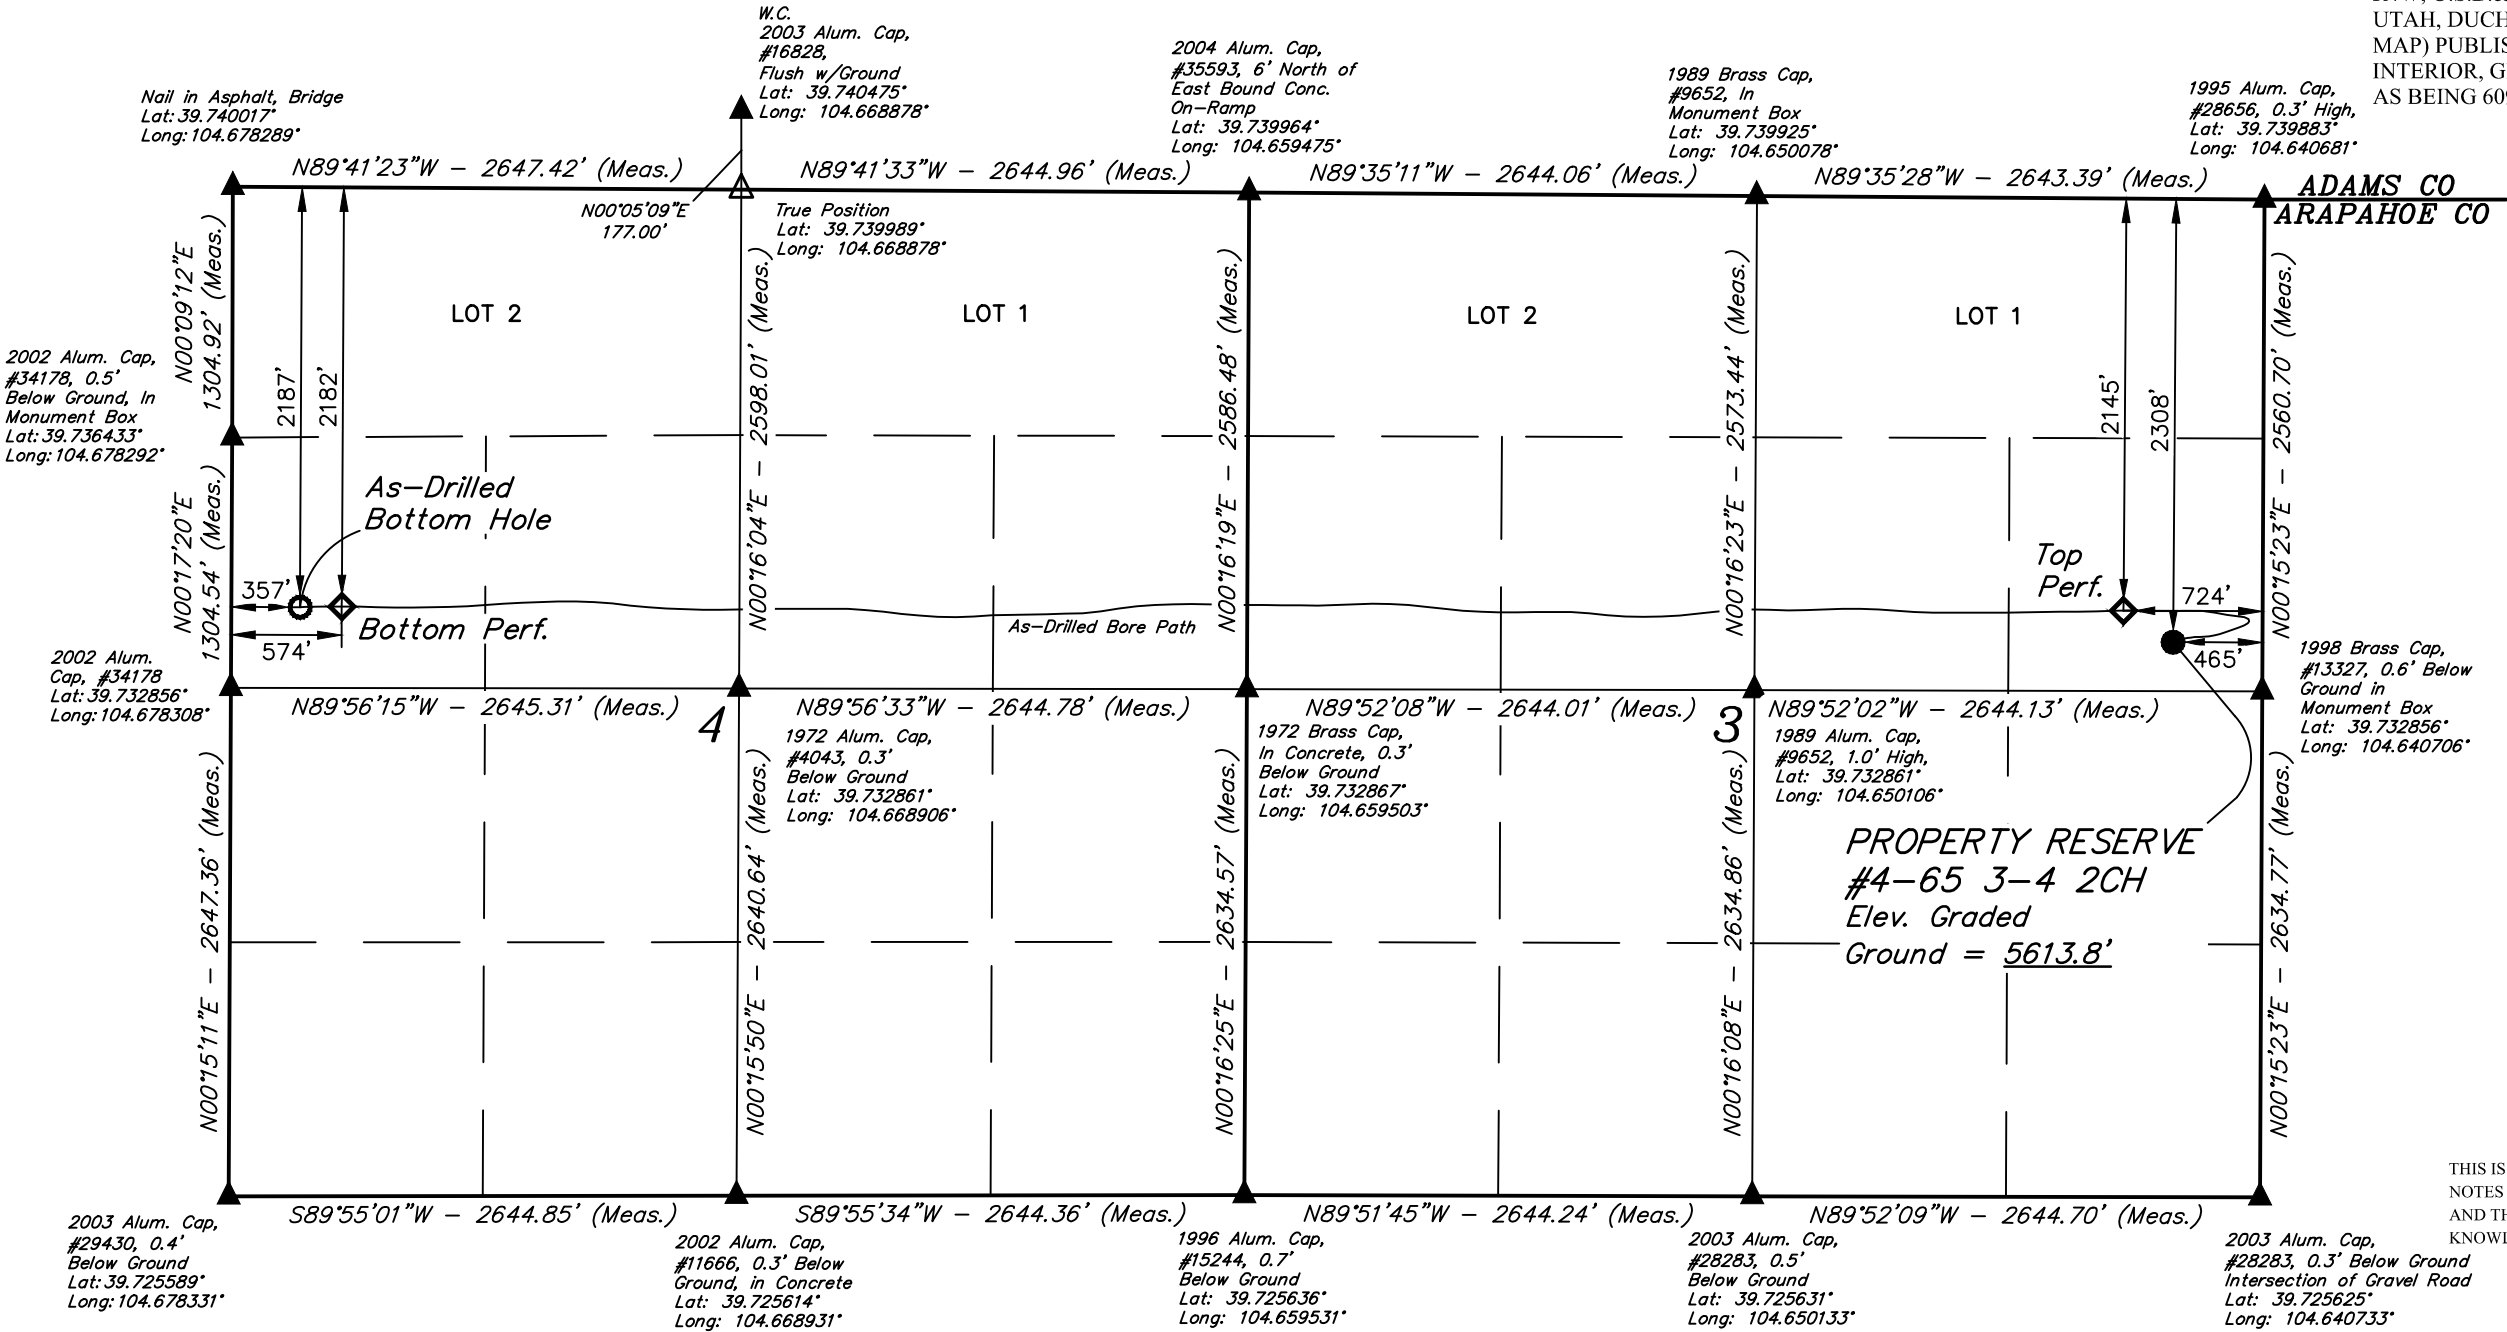 W.C.
2003 Alum. Cap,
#16828,
Flush w/Ground
Lat: 39.740475°
Long: 104.668878°
UTAH,
MAP)
INTERIOR,
AS BEING
Nail in Asphalt, Bridge
Lat: 39.740017°
Long: 104.678289°
2004 Alum. Cap,
#35593, 6' North of
East Bound Conc.
On-Ramp
Lat: 39.739964°
Long: 104.659475°
1989 Brass Cap,
#9652, In
Monument Box
Lat: 39.739925°
Long: 104.650078°
1995 Alum. Cap,
#28656, 0.3' High,
Lat: 39.739883°
Long: 104.640681°
N89°41'23"W - 2647.42' (Meas.)
N89°41'33"W - 2644.96' (Meas.)
N89°35'11"W - 2644.06' (Meas.)
N89°35'28"W - 2643.39' (Meas.)
ADAMS CO
ARAPAHOE CO
N00°05'09"E
177.00'
True Position
Lat: 39.739989°
Long: 104.668878°
N00°09'12"E
1304.92' (Meas.)
2187'
2182'
LOT 2
N00°16'04"E - 2598.01' (Meas.)
LOT 1
N00°16'19"E - 2586.48' (Meas.)
LOT 2
N00°16'23"E - 2573.44' (Meas.)
LOT 1
2145'
2308'
N00°15'23"E - 2560.70' (Meas.)
2002 Alum. Cap,
#34178, 0.5'
Below Ground, In
Monument Box
Lat: 39.736433°
Long: 104.678292°
As-Drilled
Bottom Hole
N00°17'20"E
1304.54' (Meas.)
357'
Bottom Perf.
574'
As-Drilled Bore Path
Top
Perf.
724'
465'
2002 Alum.
Cap, #34178
Lat: 39.732856°
Long: 104.678308°
1998 Brass Cap,
#13327, 0.6' Below
Ground in
Monument Box
Lat: 39.732856°
Long: 104.640706°
N89°56'15"W - 2645.31' (Meas.)
4
N89°56'33"W - 2644.78' (Meas.)
N89°52'08"W - 2644.01' (Meas.)
3
N89°52'02"W - 2644.13' (Meas.)
1972 Alum. Cap,
#4043, 0.3'
Below Ground
Lat: 39.732861°
Long: 104.668906°
1972 Brass Cap,
In Concrete, 0.3'
Below Ground
Lat: 39.732867°
Long: 104.659503°
1989 Alum. Cap,
#9652, 1.0' High,
Lat: 39.732861°
Long: 104.650106°
PROPERTY RESERVE
#4-65 3-4 2CH
Elev. Graded
Ground = 5613.8'
N00°15'11"E - 2647.36' (Meas.)
N00°15'50"E - 2640.64' (Meas.)
N00°16'25"E - 2634.57' (Meas.)
N00°16'08"E - 2634.86' (Meas.)
N00°15'23"E - 2634.77' (Meas.)
THIS IS
NOTES
AND
S89°55'01"W - 2644.85' (Meas.)
S89°55'34"W - 2644.36' (Meas.)
N89°51'45"W - 2644.24' (Meas.)
N89°52'09"W - 2644.70' (Meas.)
2003 Alum. Cap,
#29430, 0.4'
Below Ground
Lat: 39.725589°
Long: 104.678331°
2002 Alum. Cap,
#11666, 0.3' Below
Ground, in Concrete
Lat: 39.725614°
Long: 104.668931°
1996 Alum. Cap,
#15244, 0.7'
Below Ground
Lat: 39.725636°
Long: 104.659531°
2003 Alum. Cap,
#28283, 0.5'
Below Ground
Lat: 39.725631°
Long: 104.650133°
2003 Alum. Cap,
#28283, 0.3' Below Ground
Intersection of Gravel Road
Lat: 39.725625°
Long: 104.640733°